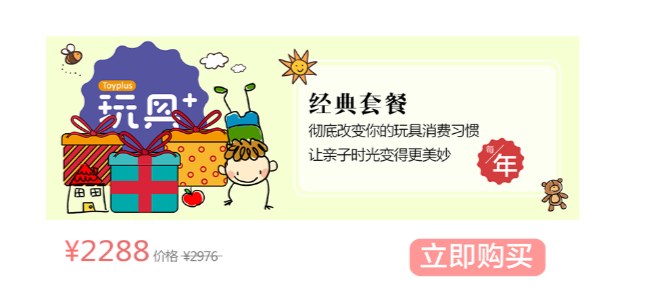 Toyplus
玩具+
经典套餐
彻底改变你的玩具消费习惯
让亲子时光变得更美妙
每/年
¥2288 价格 ¥2976
立即购买